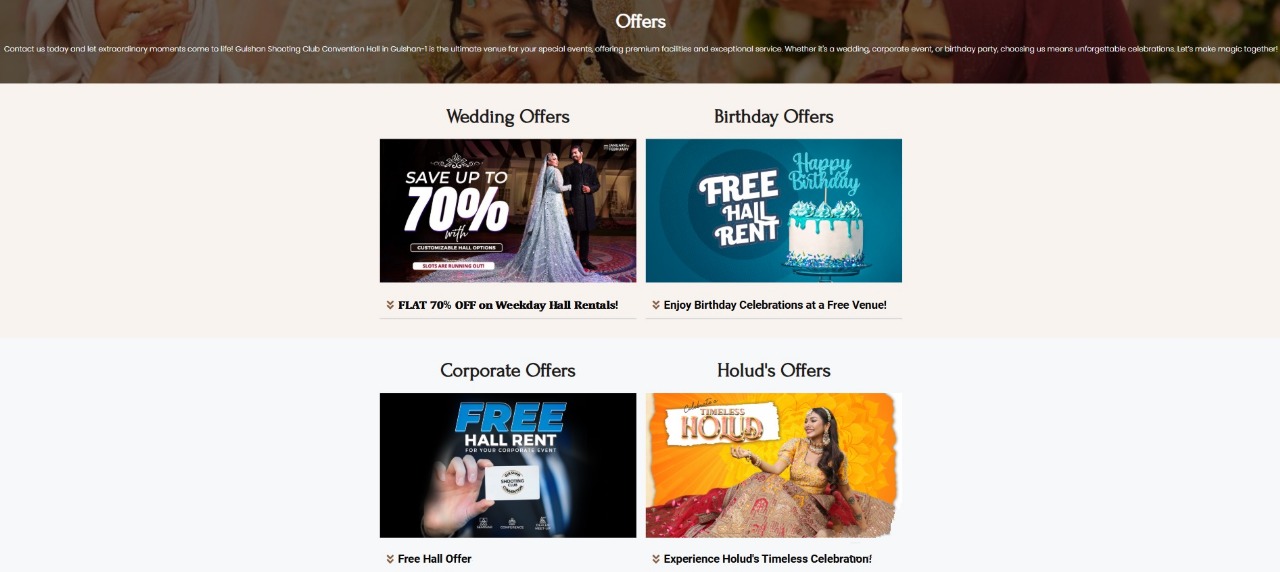 Offers
Contact us today and let extraordinary moments come to life! Gulshan Shooting Club Convention Hall in Gulshan-1 is the ultimate venue for your special events, offering premium facilities and exceptional service. Whether it's a wedding, corporate event, or birthday party, choosing us means unforgettable celebrations. Let's make magic together!
Wedding Offers
Birthday Offers
JANUARY
FEBRUARY
SAVE UP TO
70%
with
CUSTOMIZABLE HALL OPTIONS
SLOTS ARE RUNNING OUT!
Happy
Birthday
FREE
HALL
RENT
FLAT 70% OFF on Weekday Hall Rentals!
Enjoy Birthday Celebrations at a Free Venue!
Corporate Offers
Holud's Offers
FREE
HALL RENT
FOR YOUR CORPORATE EVENT
SHOOTING
CLUB
CONFERENCE
Celebrate
TIMELESS
HOLUD
Free Hall Offer
Experience Holud's Timeless Celebration!